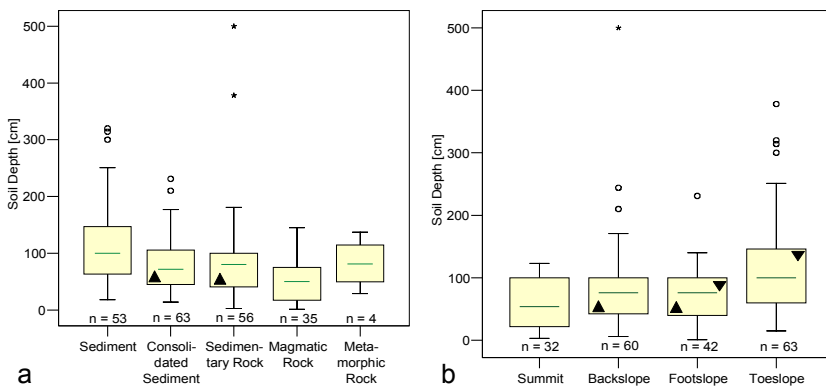 500
400
300
200
100
0
Soil Depth [cm]
n = 53
n = 63
n = 56
n = 35
n = 4
Sediment
Consoli-
dated
Sediment
Sedimen-
tary Rock
Magmatic
Rock
Meta-
morphic
Rock
a
500
400
300
200
100
0
Soil Depth [cm]
n = 32
n = 60
n = 42
n = 63
Summit
Backslope
Footslope
Toeslope
b